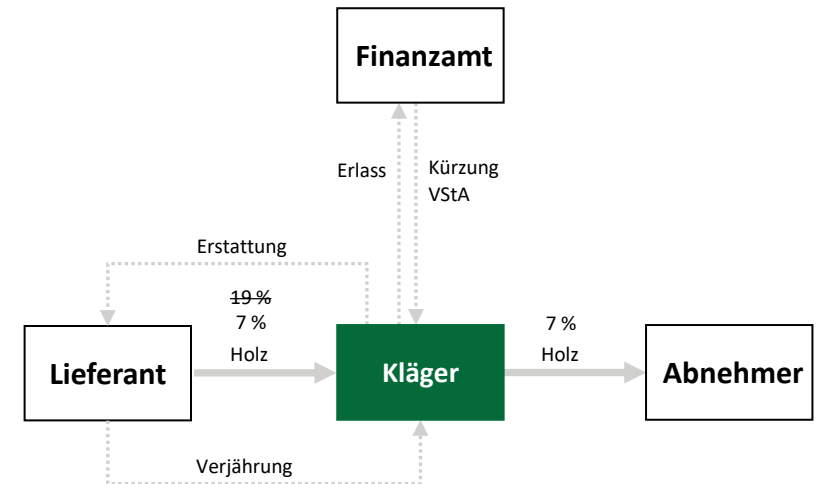 Finanzamt
Erlass
Kürzung
VStA
Erstattung
19 %
7 %
Holz
7 %
Holz
Lieferant
Kläger
Abnehmer
Verjährung